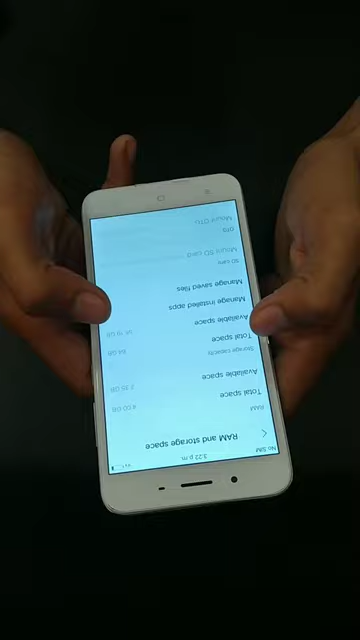 No SIM 3:22 p.m
RAM and storage space
RAM
Total space 4.00 GB
Available space
Storage capacity
Total space 64 GB
Available space
Manage installed apps
Manage saved files
SD card
Mount SD card
OTG
Mount OTG